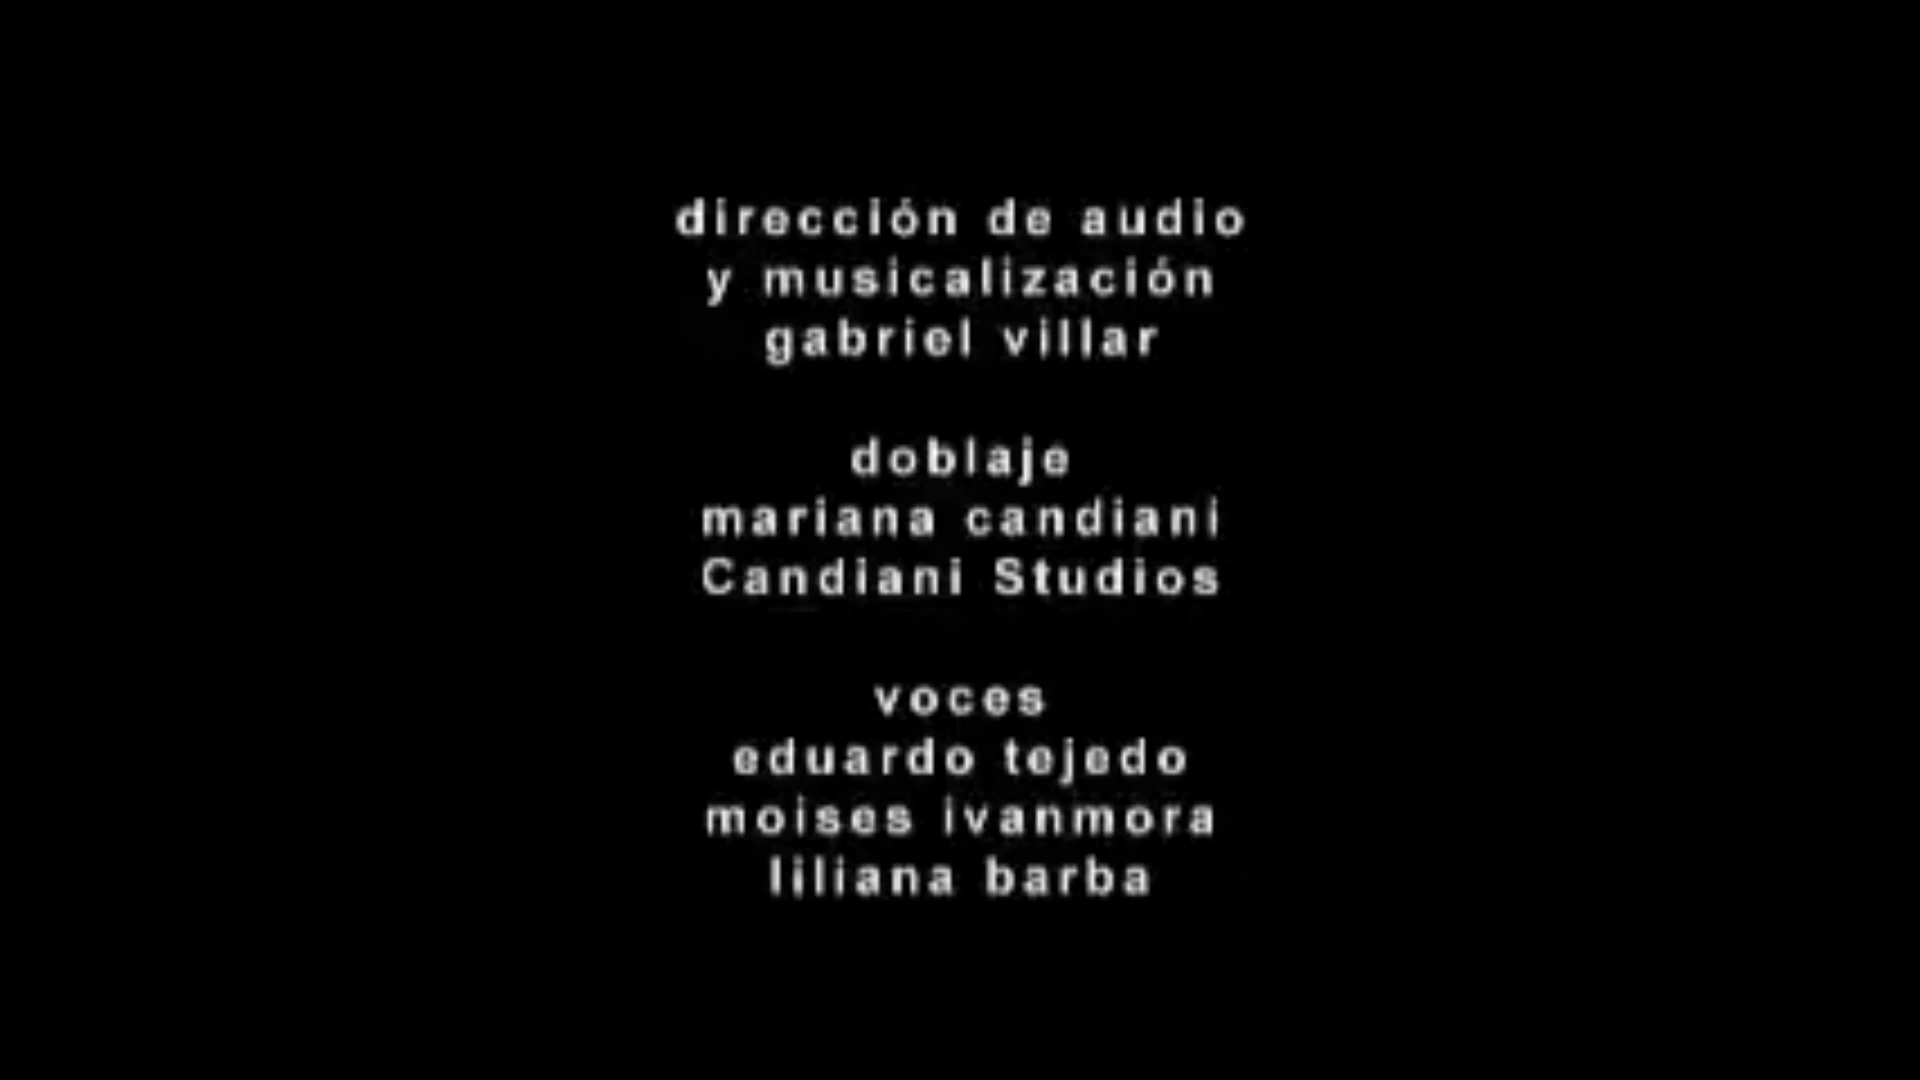 dirección de audio
y musicalización
gabriel villar
doblaje
mariana candiani
Candiani Studios
voces
eduardo tejedo
moises ivanmora
liliana barba